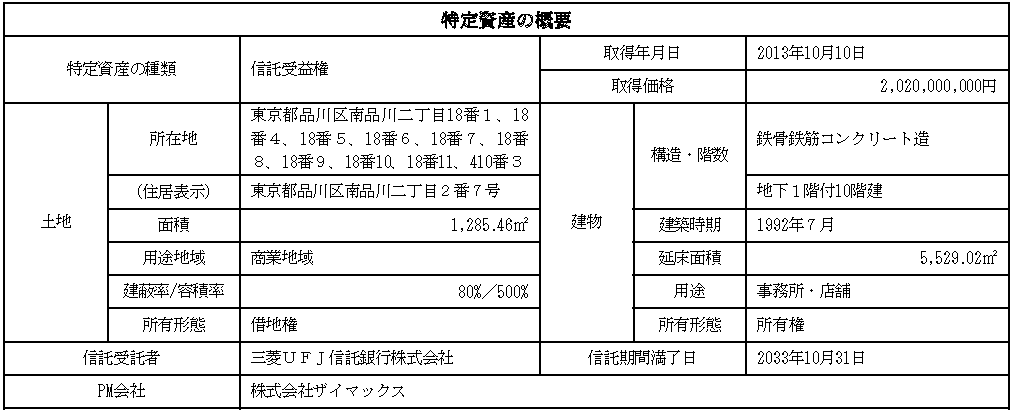 特定資産の概要
特定資産の種類
信託受益権
取得年月日
2013年10月10日
取得価格
2,020,000,000円
土地
所在地
東京都品川区南品川二丁目18番１、18
番４、18番５、18番６、18番７、18番
８、18番９、18番10、18番11、410番３
(住居表示)
東京都品川区南品川二丁目２番７号
面積
1,285.46㎡
用途地域
商業地域
建蔽率/容積率
80%／500%
所有形態
借地権
建物
構造・階数
鉄骨鉄筋コンクリート造
地下１階付10階建
建築時期
1992年７月
延床面積
5,529.02㎡
用途
事務所・店舗
所有形態
所有権
信託受託者
三菱ＵＦＪ信託銀行株式会社
信託期間満了日
2033年10月31日
PM会社
株式会社ザイマックス